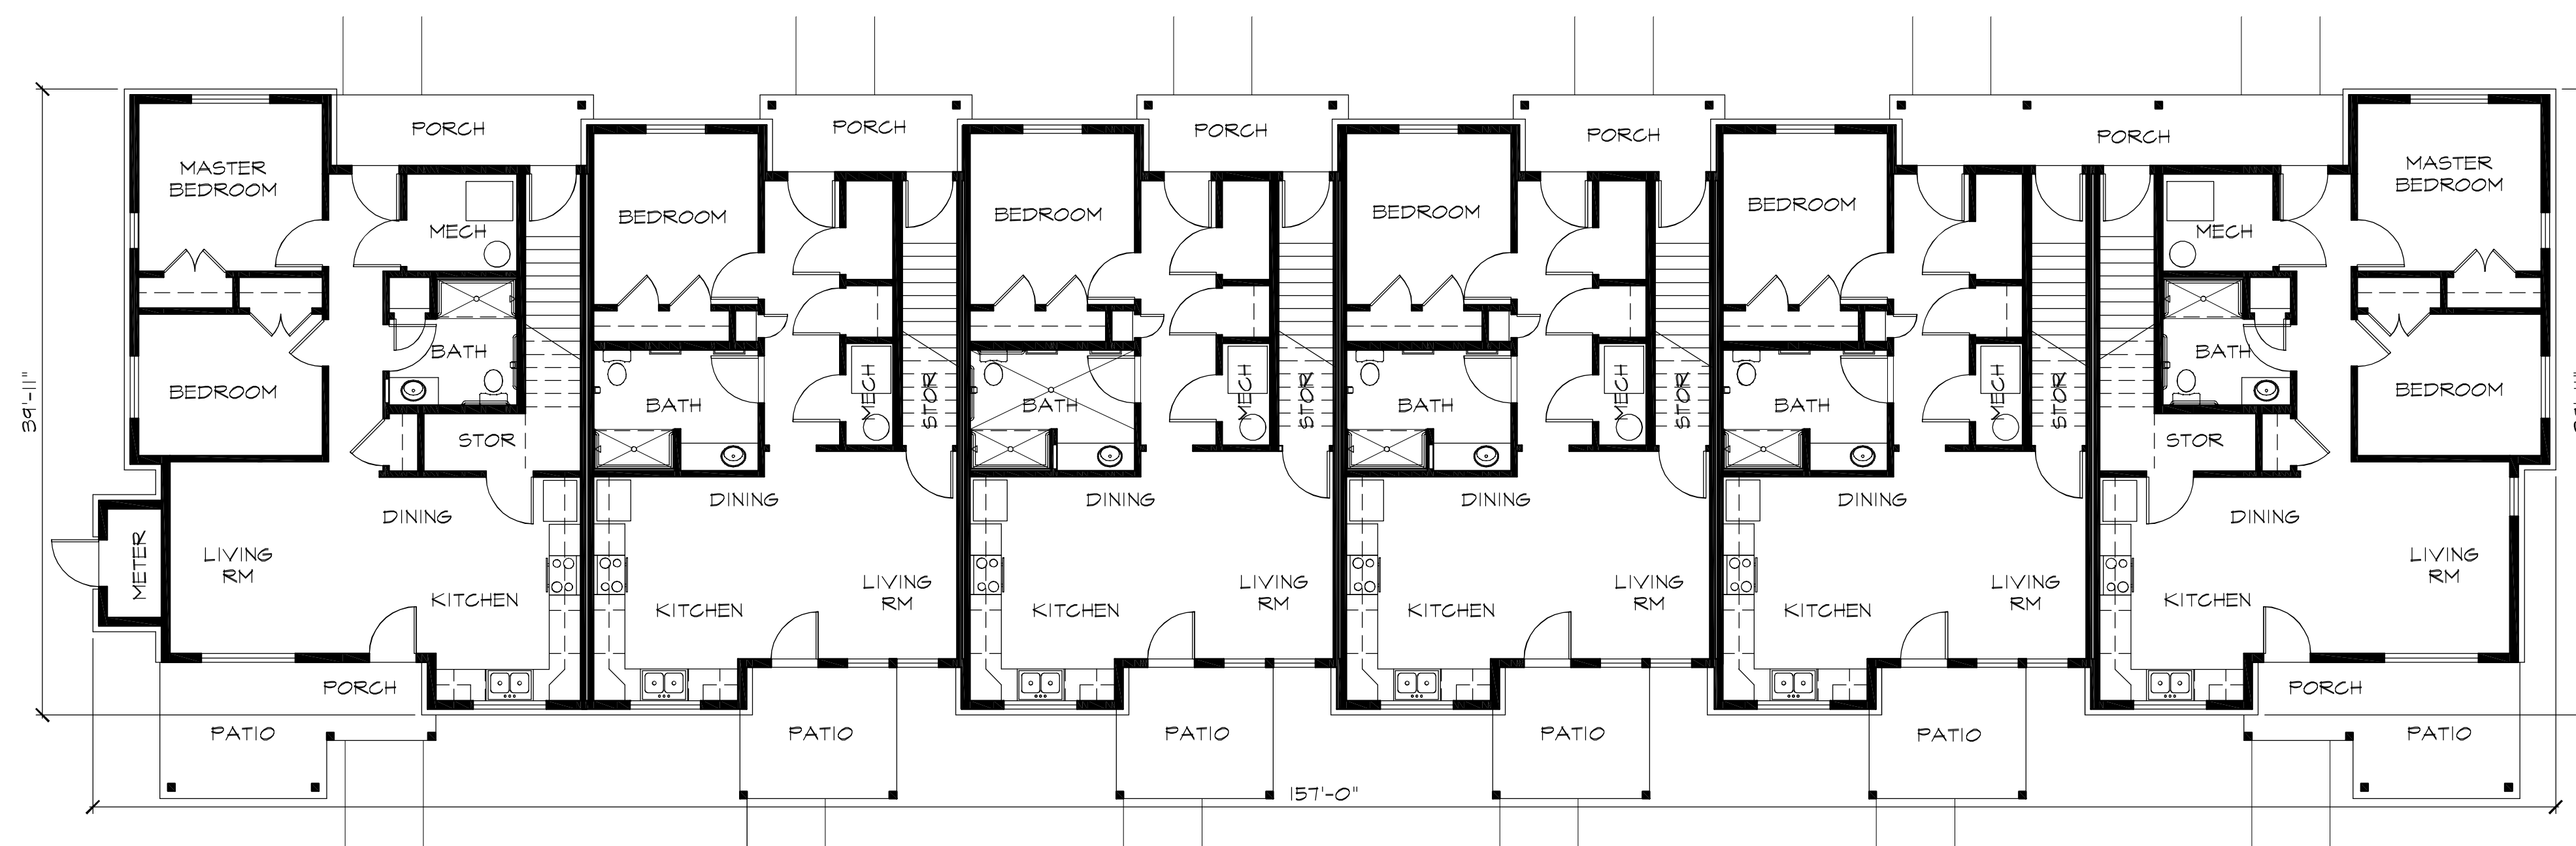 PORCH
PORCH
PORCH
PORCH
PORCH
MASTER
BEDROOM
MECH
BEDROOM
BEDROOM
BEDROOM
BEDROOM
MECH
MASTER
BEDROOM
BEDROOM
BATH
STOR
BATH
MECH
STOR
BATH
MECH
STOR
BATH
MECH
STOR
BATH
MECH
STOR
BATH
STOR
BEDROOM
39'-11"
METER
LIVING
RM
DINING
KITCHEN
DINING
KITCHEN
LIVING
RM
DINING
KITCHEN
LIVING
RM
DINING
KITCHEN
LIVING
RM
DINING
KITCHEN
LIVING
RM
DINING
KITCHEN
LIVING
RM
PORCH
PATIO
PATIO
PATIO
PATIO
PATIO
PORCH
PATIO
157'-0"